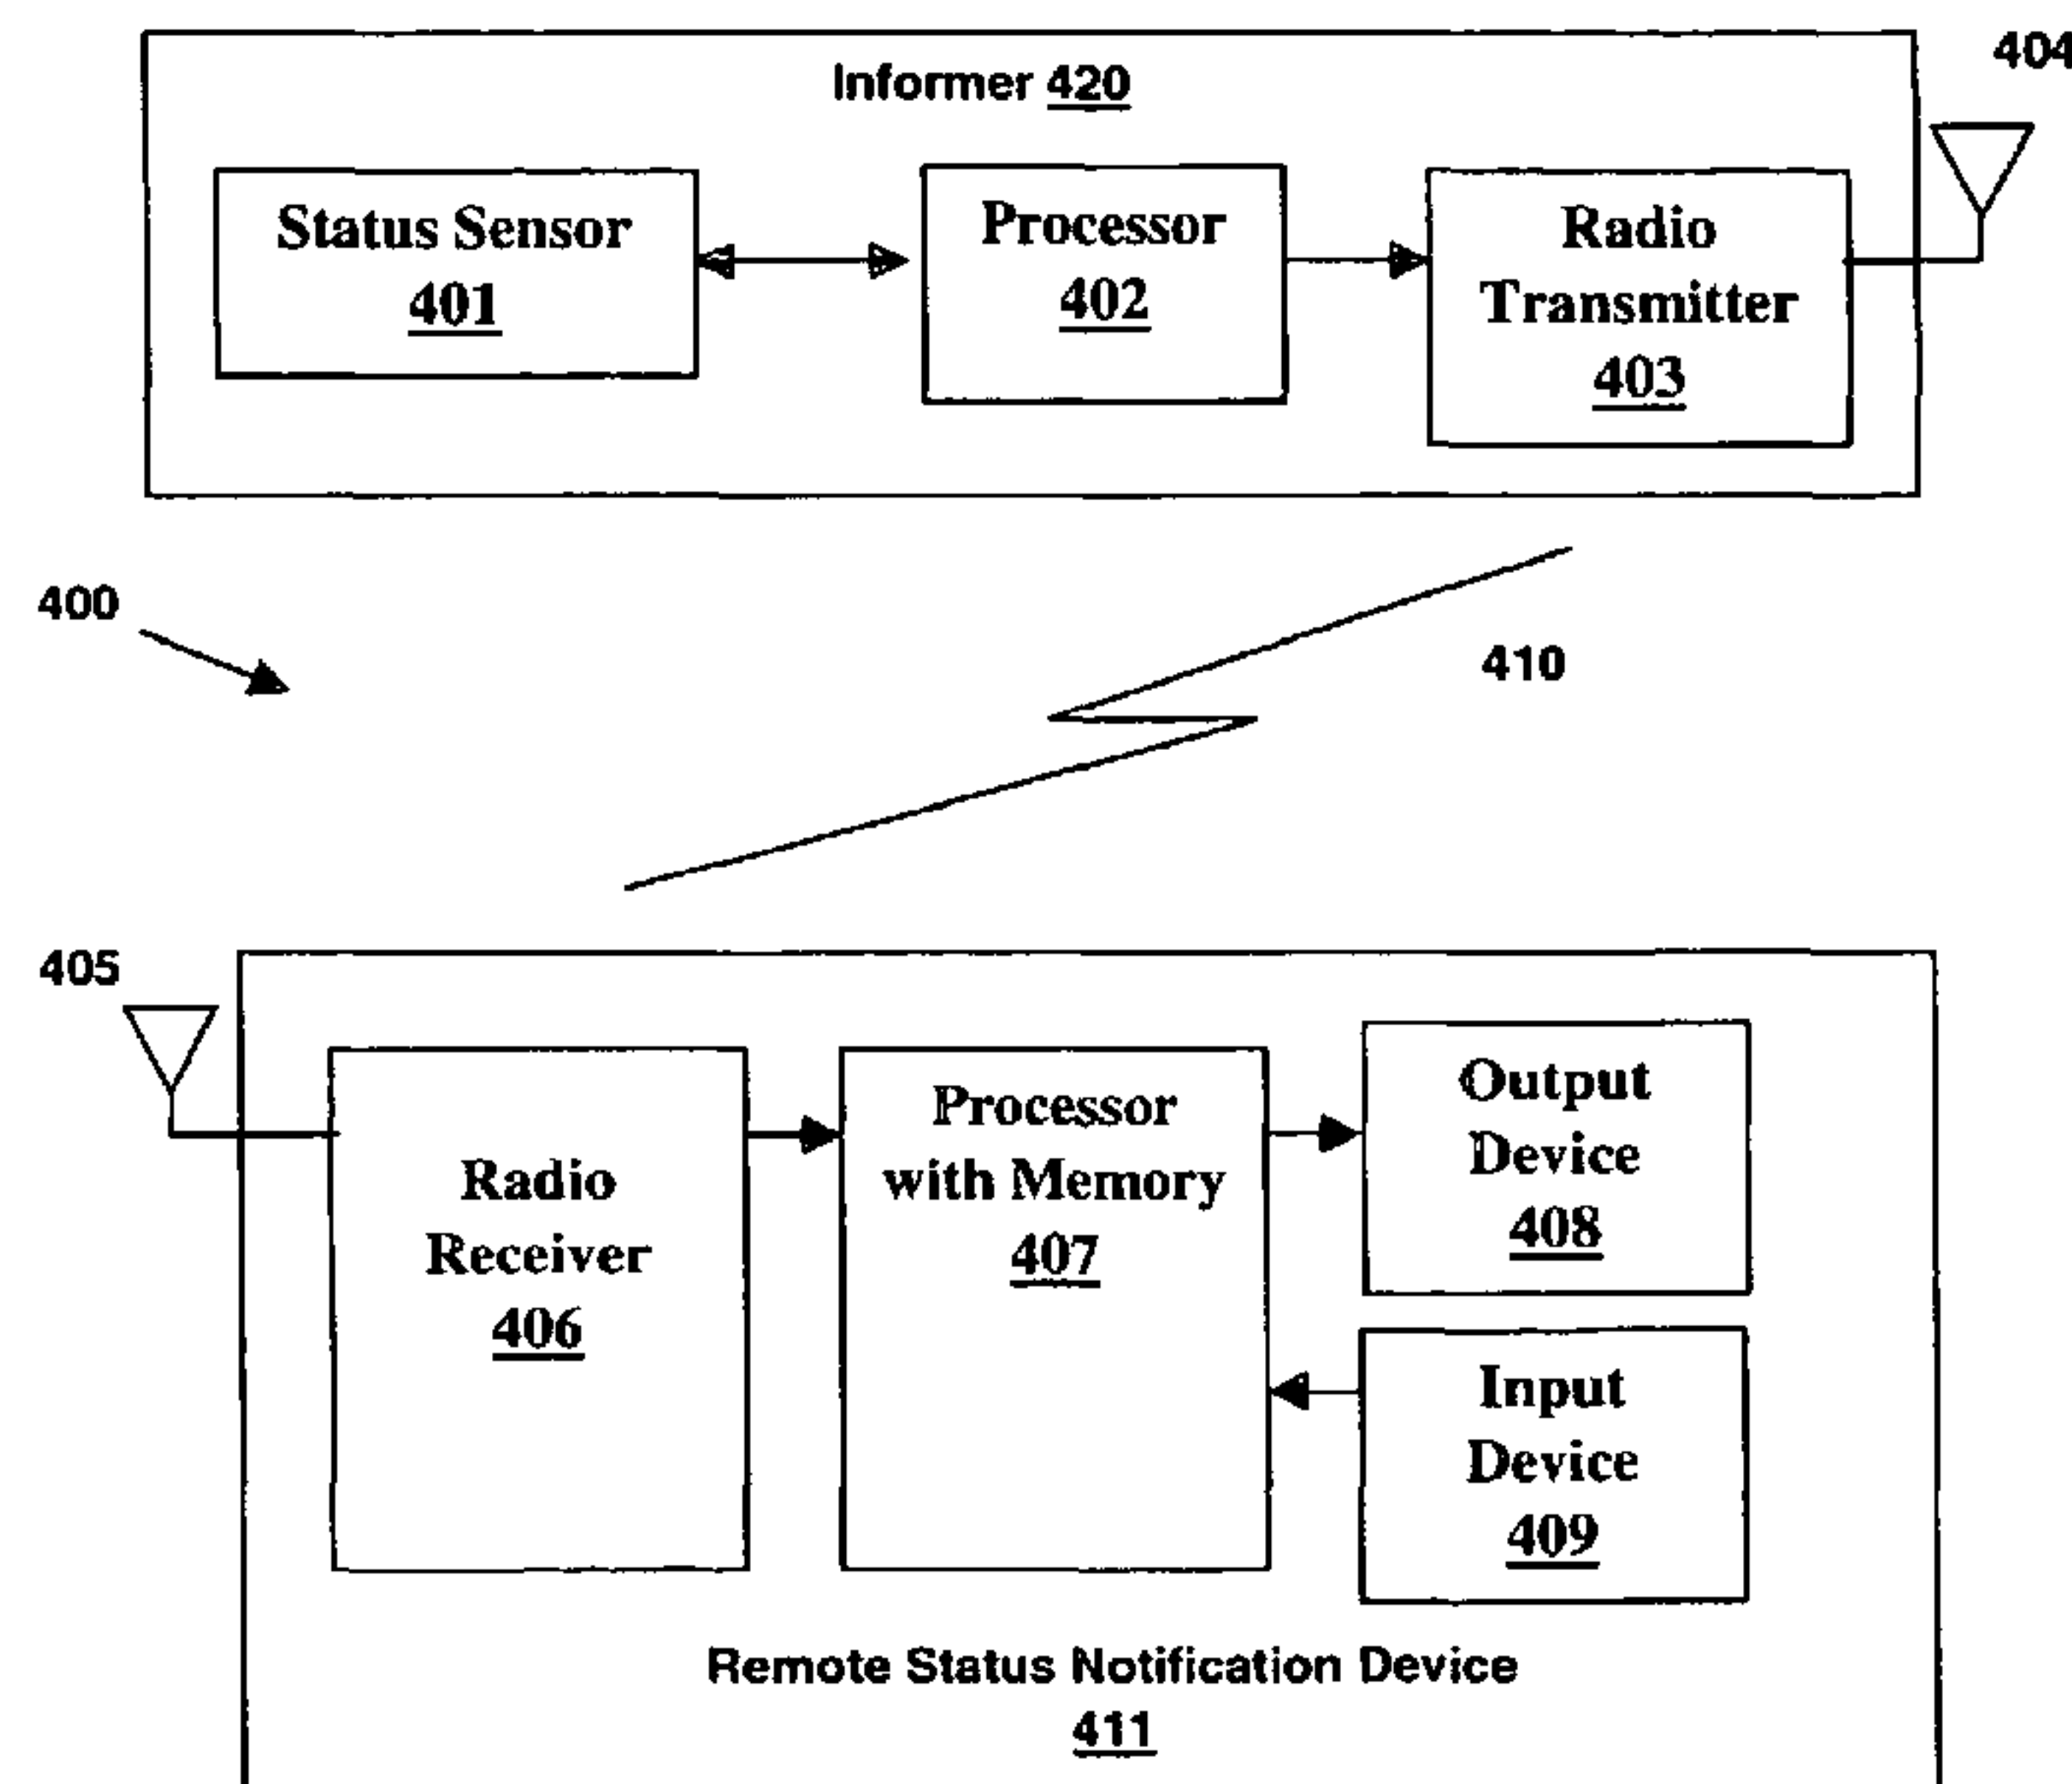 Informer 420
404
Status Sensor
401
Processor
402
Radio
Transmitter
403
400
410
405
Radio
Receiver
406
Processor
with Memory
407
Output
Device
408
Input
Device
409
Remote Status Notification Device
411